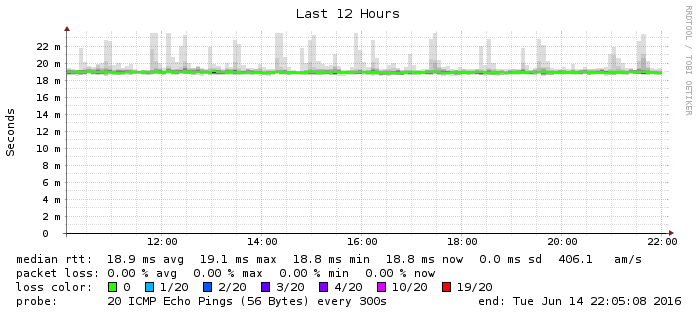 Last 12 Hours
RRDTOOL / TOBI OETIKER
Seconds
22 m
20 m
18 m
16 m
14 m
12 m
10 m
8 m
6 m
4 m
2 m
0
12:00 14:00 16:00 18:00 20:00 22:00
median rtt: 18.9 ms avg 19.1 ms max 18.8 ms min 18.8 ms now 0.0 ms sd 406.1 am/s
packet loss: 0.00 % avg 0.00 % max 0.00 % min 0.00 % now
loss color: 0 1/20 2/20 3/20 4/20 10/20 19/20
probe: 20 ICMP Echo Pings (56 Bytes) every 300s end: Tue Jun 14 22:05:08 2016